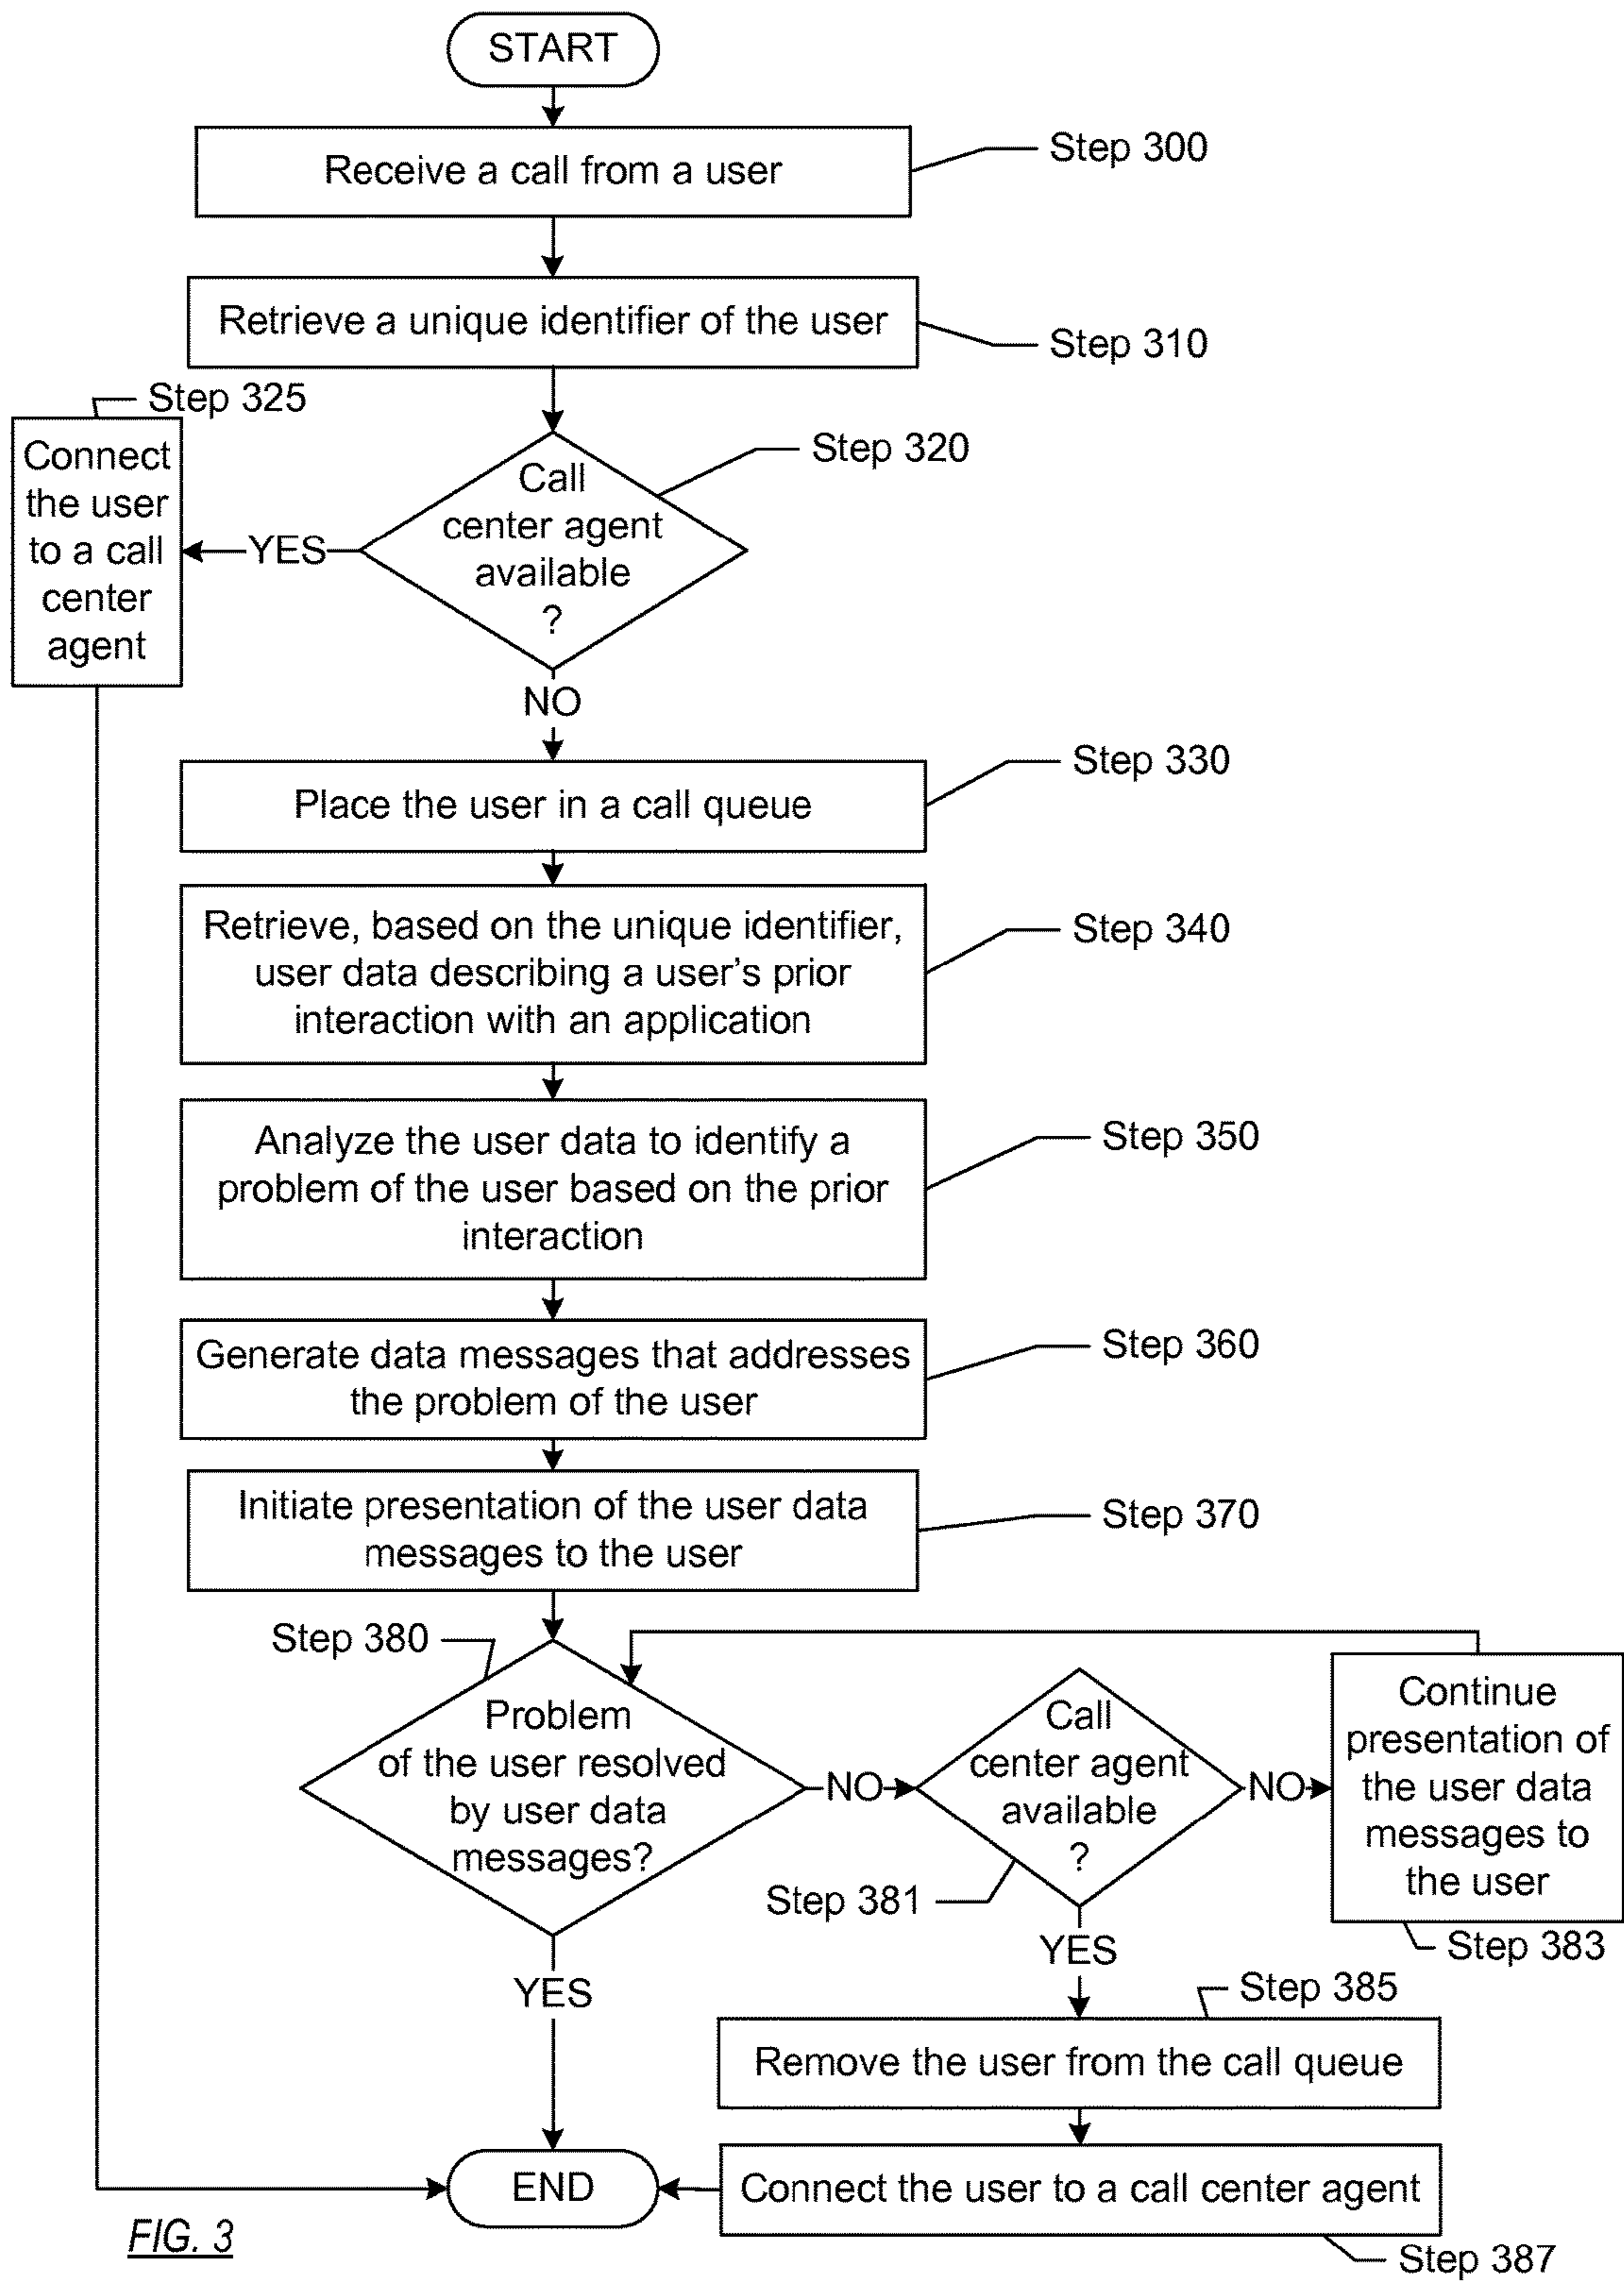 START
Receive a call from a user
Step 300
Retrieve a unique identifier of the user
Step 310
Step 325
Connect
the user
to a call
center
agent
YES
Call
center agent
available
?
Step 320
NO
Place the user in a call queue
Step 330
Retrieve, based on the unique identifier,
user data describing a user's prior
interaction with an application
Step 340
Analyze the user data to identify a
problem of the user based on the prior
interaction
Step 350
Generate data messages that addresses
the problem of the user
Step 360
Initiate presentation of the user data
messages to the user
Step 370
Step 380
Problem
of the user resolved
by user data
messages?
NO
Call
center agent
available
?
Step 381
NO
Continue
presentation of
the user data
messages to
the user
Step 383
YES
YES
Step 385
Remove the user from the call queue
Connect the user to a call center agent
Step 387
END
FIG. 3